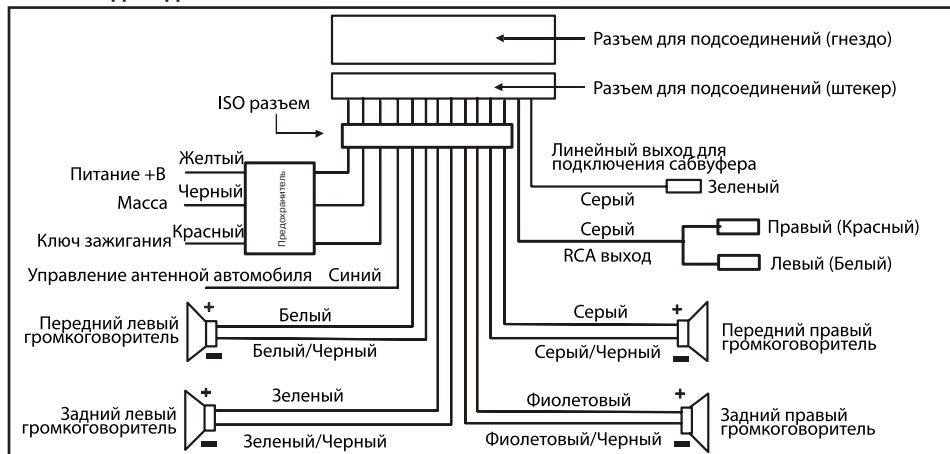 Разъем для подсоединений (гнездо)
Разъем для подсоединений (штекер)
ISO разъем
Линейный выход для
подключения сабвуфера
Желтый
Питание +В
Зеленый
Серый
Черный
Масса
Предохранитель
Красный
Ключ зажигания
Серый
Правый (Красный)
RCA выход
Левый (Белый)
Управление антенной автомобиля
Синий
+
Белый
Передний левый
громкоговоритель
Белый/Черный
+
Серый
Передний правый
громкоговоритель
Серый/Черный
+
Зеленый
Задний левый
громкоговоритель
Зеленый/Черный
+
Фиолетовый
Задний правый
громкоговоритель
Фиолетовый/Черный